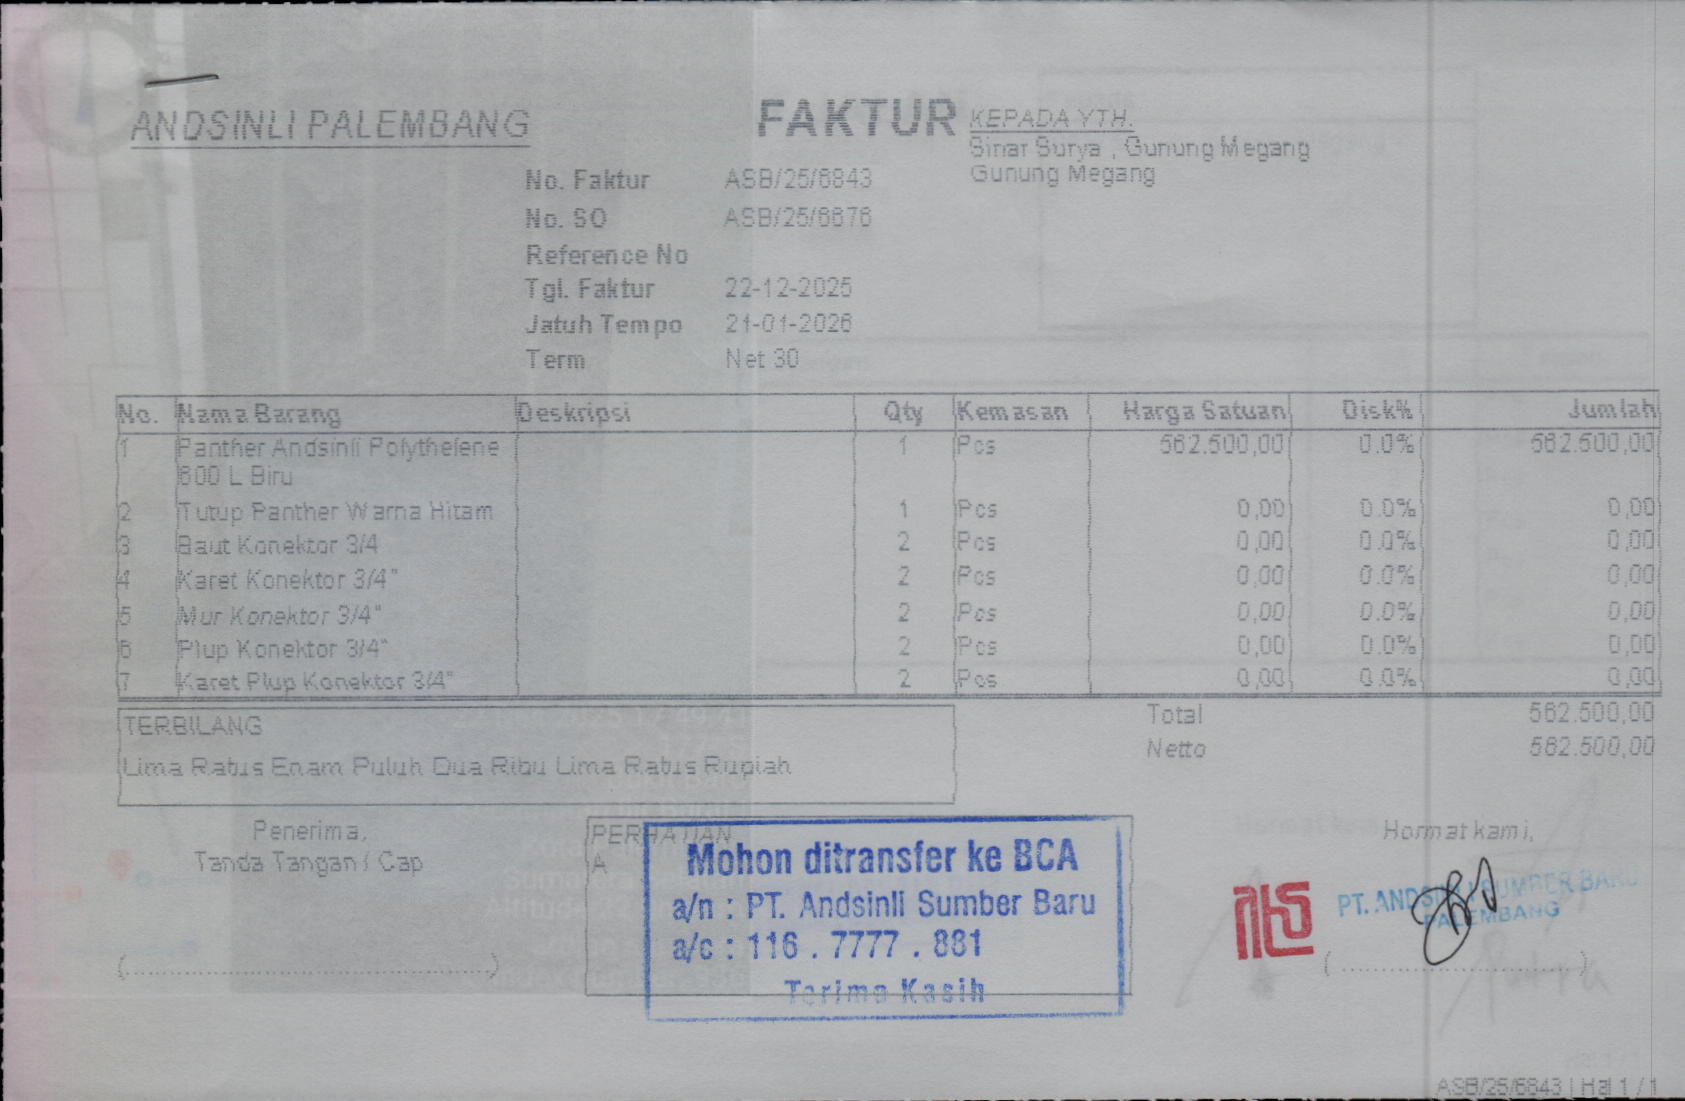 ANDSINLI PALEMBANG
FAKTUR
KEPADA YTH.
Sinar Surya , Gunung Megang
Gunung Megang
No. Faktur ASB/25/6843
No. SO ASB/25/6676
Reference No
Tgl. Faktur 22-12-2025
Jatuh Tempo 21-01-2026
Term Net 30
No. Nama Barang Deskripsi Qty Kemasan Harga Satuan Disk% Jumlah
1 Panther Andsinli Polythelene 1 Pcs 562.500,00 0.0% 562.500,00
600 L Biru
2 Tutup Panther Warna Hitam 1 Pcs 0,00 0.0% 0,00
3 Baut Konektor 3/4 2 Pcs 0,00 0.0% 0,00
4 Karet Konektor 3/4" 2 Pcs 0,00 0.0% 0,00
5 Mur Konektor 3/4" 2 Pcs 0,00 0.0% 0,00
6 Plup Konektor 3/4" 2 Pcs 0,00 0.0% 0,00
7 Karet Plup Konektor 3/4" 2 Pcs 0,00 0.0% 0,00
Total 562.500,00
Netto 562.500,00
TERBILANG
Lima Ratus Enam Puluh Dua Ribu Lima Ratus Rupiah
Penerima,
Tanda Tangan / Cap
(..........................................)
PERHATIAN
A
Mohon ditransfer ke BCA
a/n : PT. Andsinli Sumber Baru
a/c : 116 . 7777 . 881
Terima Kasih
Hormat kami,
PT. ANDSINLI SUMBER BARU
PALEMBANG
(..........................................)
ASB/25/6843 | Hal 1 / 1